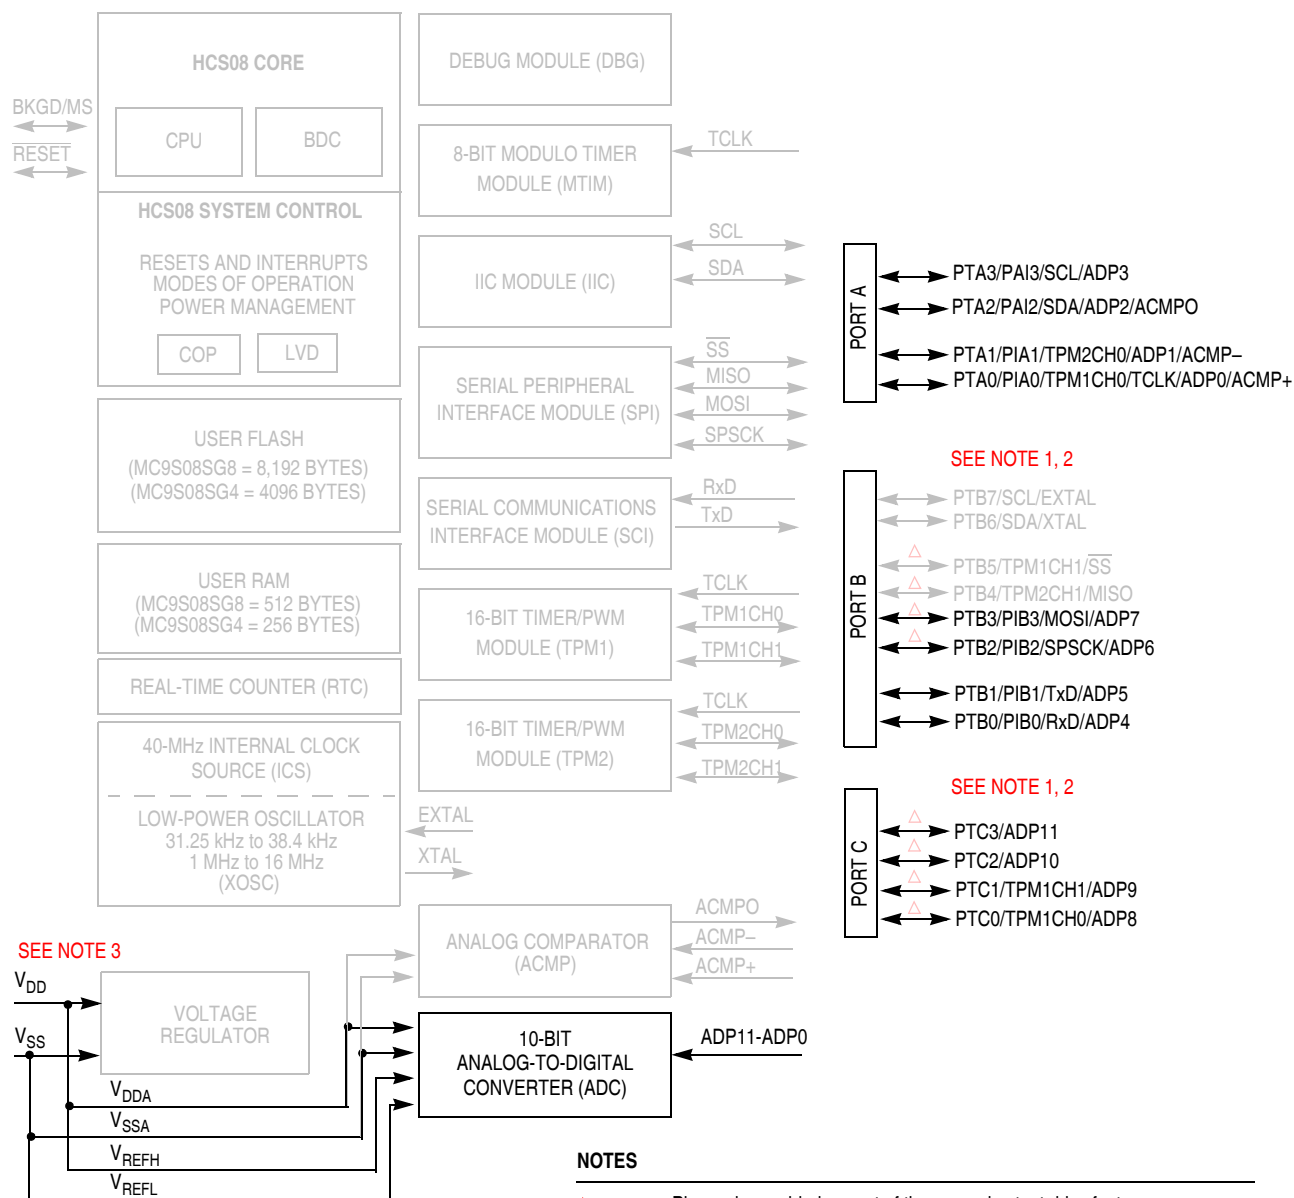 HCS08 CORE
CPU
BDC
BKGD/MS
RESET
HCS08 SYSTEM CONTROL
RESETS AND INTERRUPTS
MODES OF OPERATION
POWER MANAGEMENT
COP
LVD
USER FLASH
(MC9S08SG8 = 8,192 BYTES)
(MC9S08SG4 = 4096 BYTES)
USER RAM
(MC9S08SG8 = 512 BYTES)
(MC9S08SG4 = 256 BYTES)
REAL-TIME COUNTER (RTC)
40-MHz INTERNAL CLOCK
SOURCE (ICS)
LOW-POWER OSCILLATOR
31.25 kHz to 38.4 kHz
1 MHz to 16 MHz
(XOSC)
EXTAL
XTAL
SEE NOTE 3
VDD
VSS
VOLTAGE
REGULATOR
VDDA
VSSA
VREFH
VREFL
DEBUG MODULE (DBG)
8-BIT MODULO TIMER
MODULE (MTIM)
TCLK
IIC MODULE (IIC)
SCL
SDA
SERIAL PERIPHERAL
INTERFACE MODULE (SPI)
SS
MISO
MOSI
SPSCK
SERIAL COMMUNICATIONS
INTERFACE MODULE (SCI)
RxD
TxD
16-BIT TIMER/PWM
MODULE (TPM1)
TCLK
TPM1CH0
TPM1CH1
16-BIT TIMER/PWM
MODULE (TPM2)
TCLK
TPM2CH0
TPM2CH1
ANALOG COMPARATOR
(ACMP)
ACMPO
ACMP–
ACMP+
10-BIT
ANALOG-TO-DIGITAL
CONVERTER (ADC)
ADP11-ADP0
PORT A
PTA3/PAI3/SCL/ADP3
PTA2/PAI2/SDA/ADP2/ACMPO
PTA1/PIA1/TPM2CH0/ADP1/ACMP–
PTA0/PIA0/TPM1CH0/TCLK/ADP0/ACMP+
SEE NOTE 1, 2
PORT B
PTB7/SCL/EXTAL
PTB6/SDA/XTAL
Δ PTB5/TPM1CH1/SS
Δ PTB4/TPM2CH1/MISO
Δ PTB3/PIB3/MOSI/ADP7
Δ PTB2/PIB2/SPSCK/ADP6
PTB1/PIB1/TxD/ADP5
PTB0/PIB0/RxD/ADP4
SEE NOTE 1, 2
PORT C
Δ PTC3/ADP11
Δ PTC2/ADP10
Δ PTC1/TPM1CH1/ADP9
Δ PTC0/TPM1CH0/ADP8
NOTES